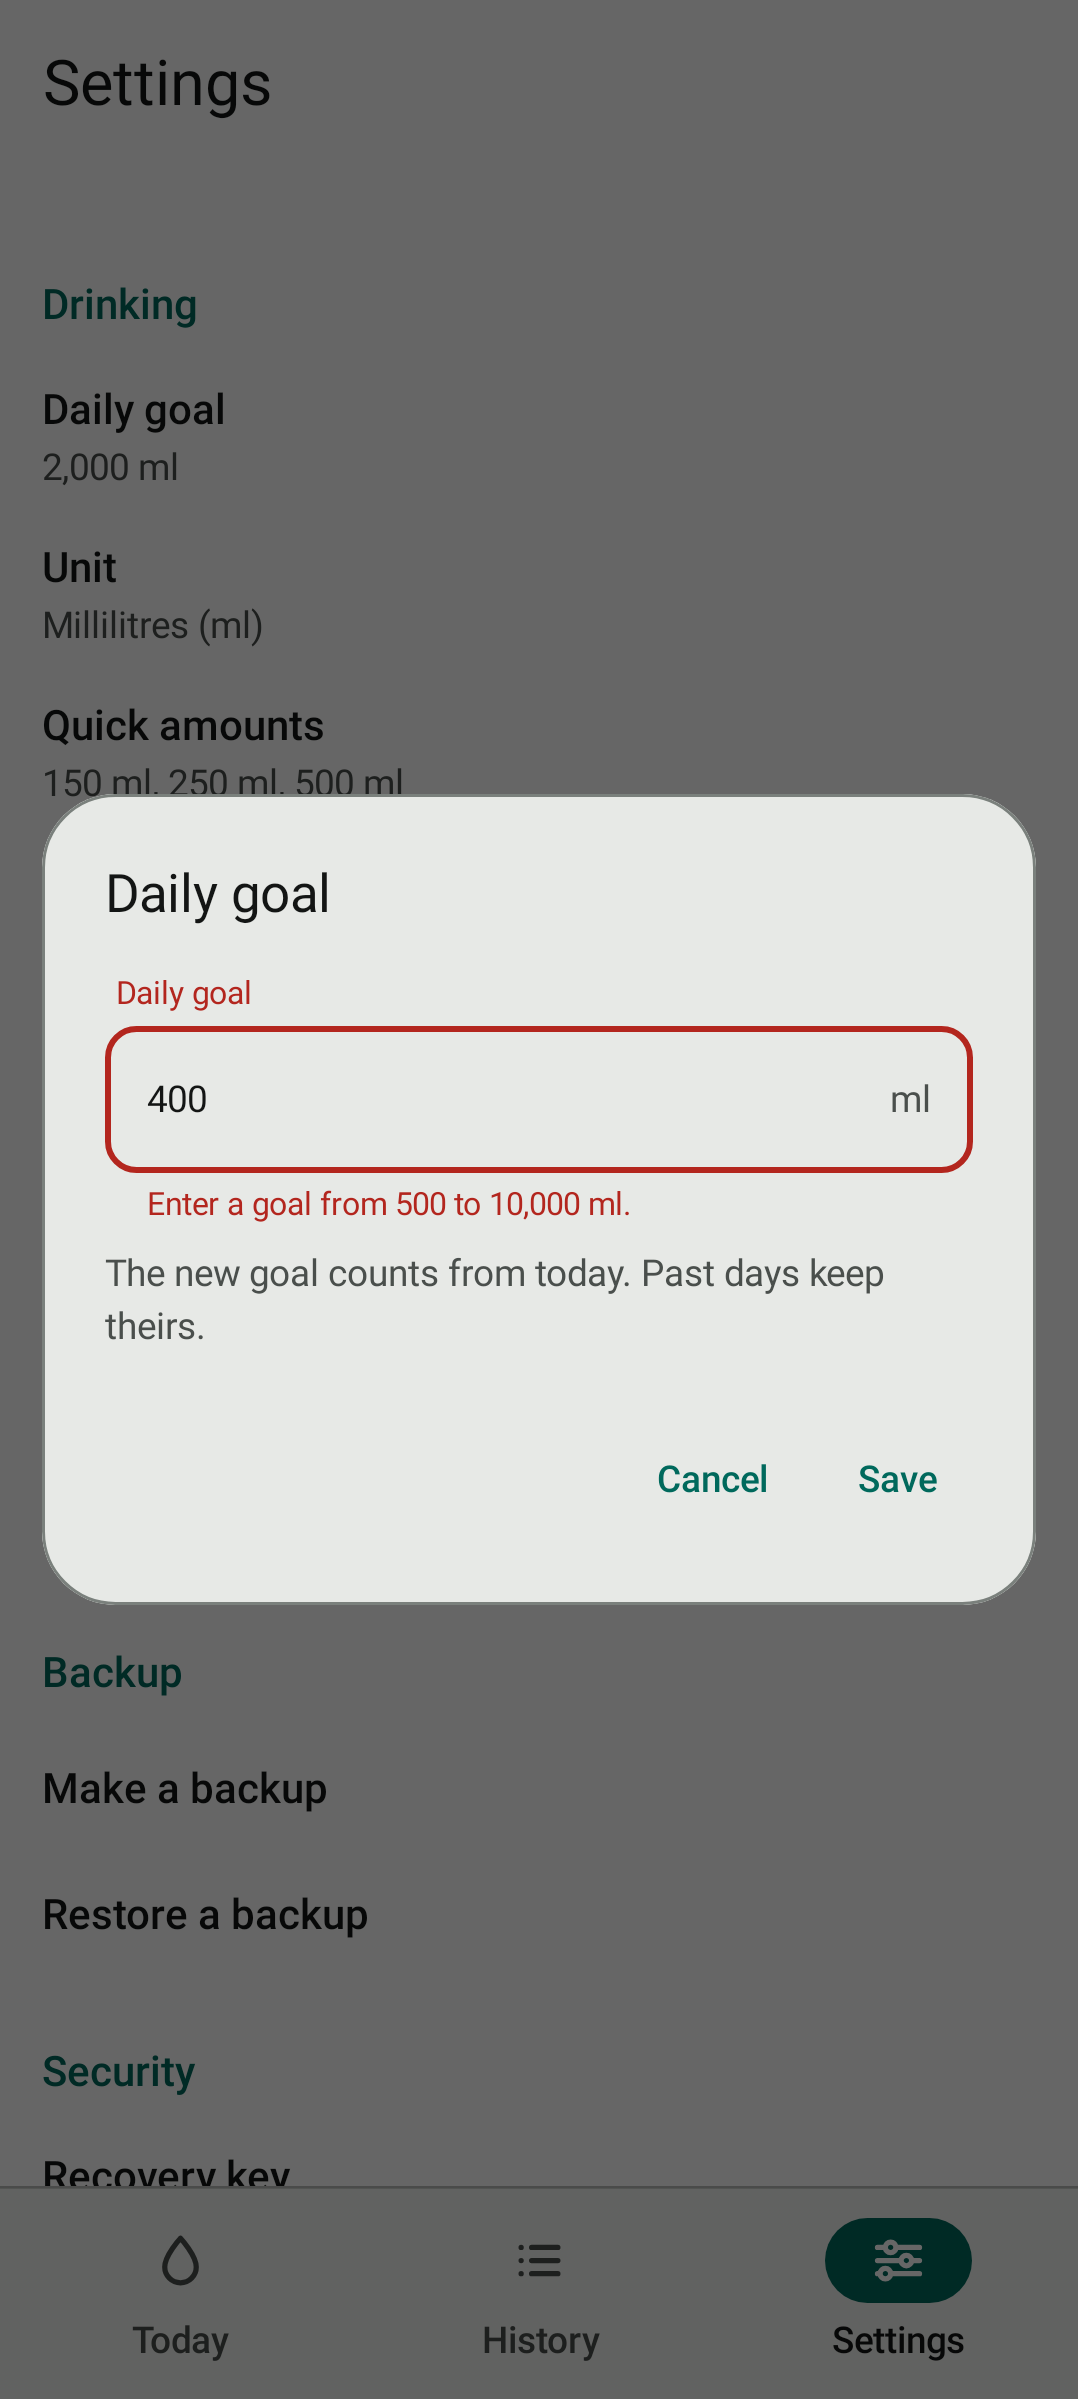 Settings
Drinking
Daily goal
2,000 ml
Unit
Millilitres (ml)
Quick amounts
150 ml, 250 ml, 500 ml
Daily goal
Daily goal
400 ml
Enter a goal from 500 to 10,000 ml.
The new goal counts from today. Past days keep
theirs.
Cancel Save
Backup
Make a backup
Restore a backup
Security
Recovery key
Today History Settings